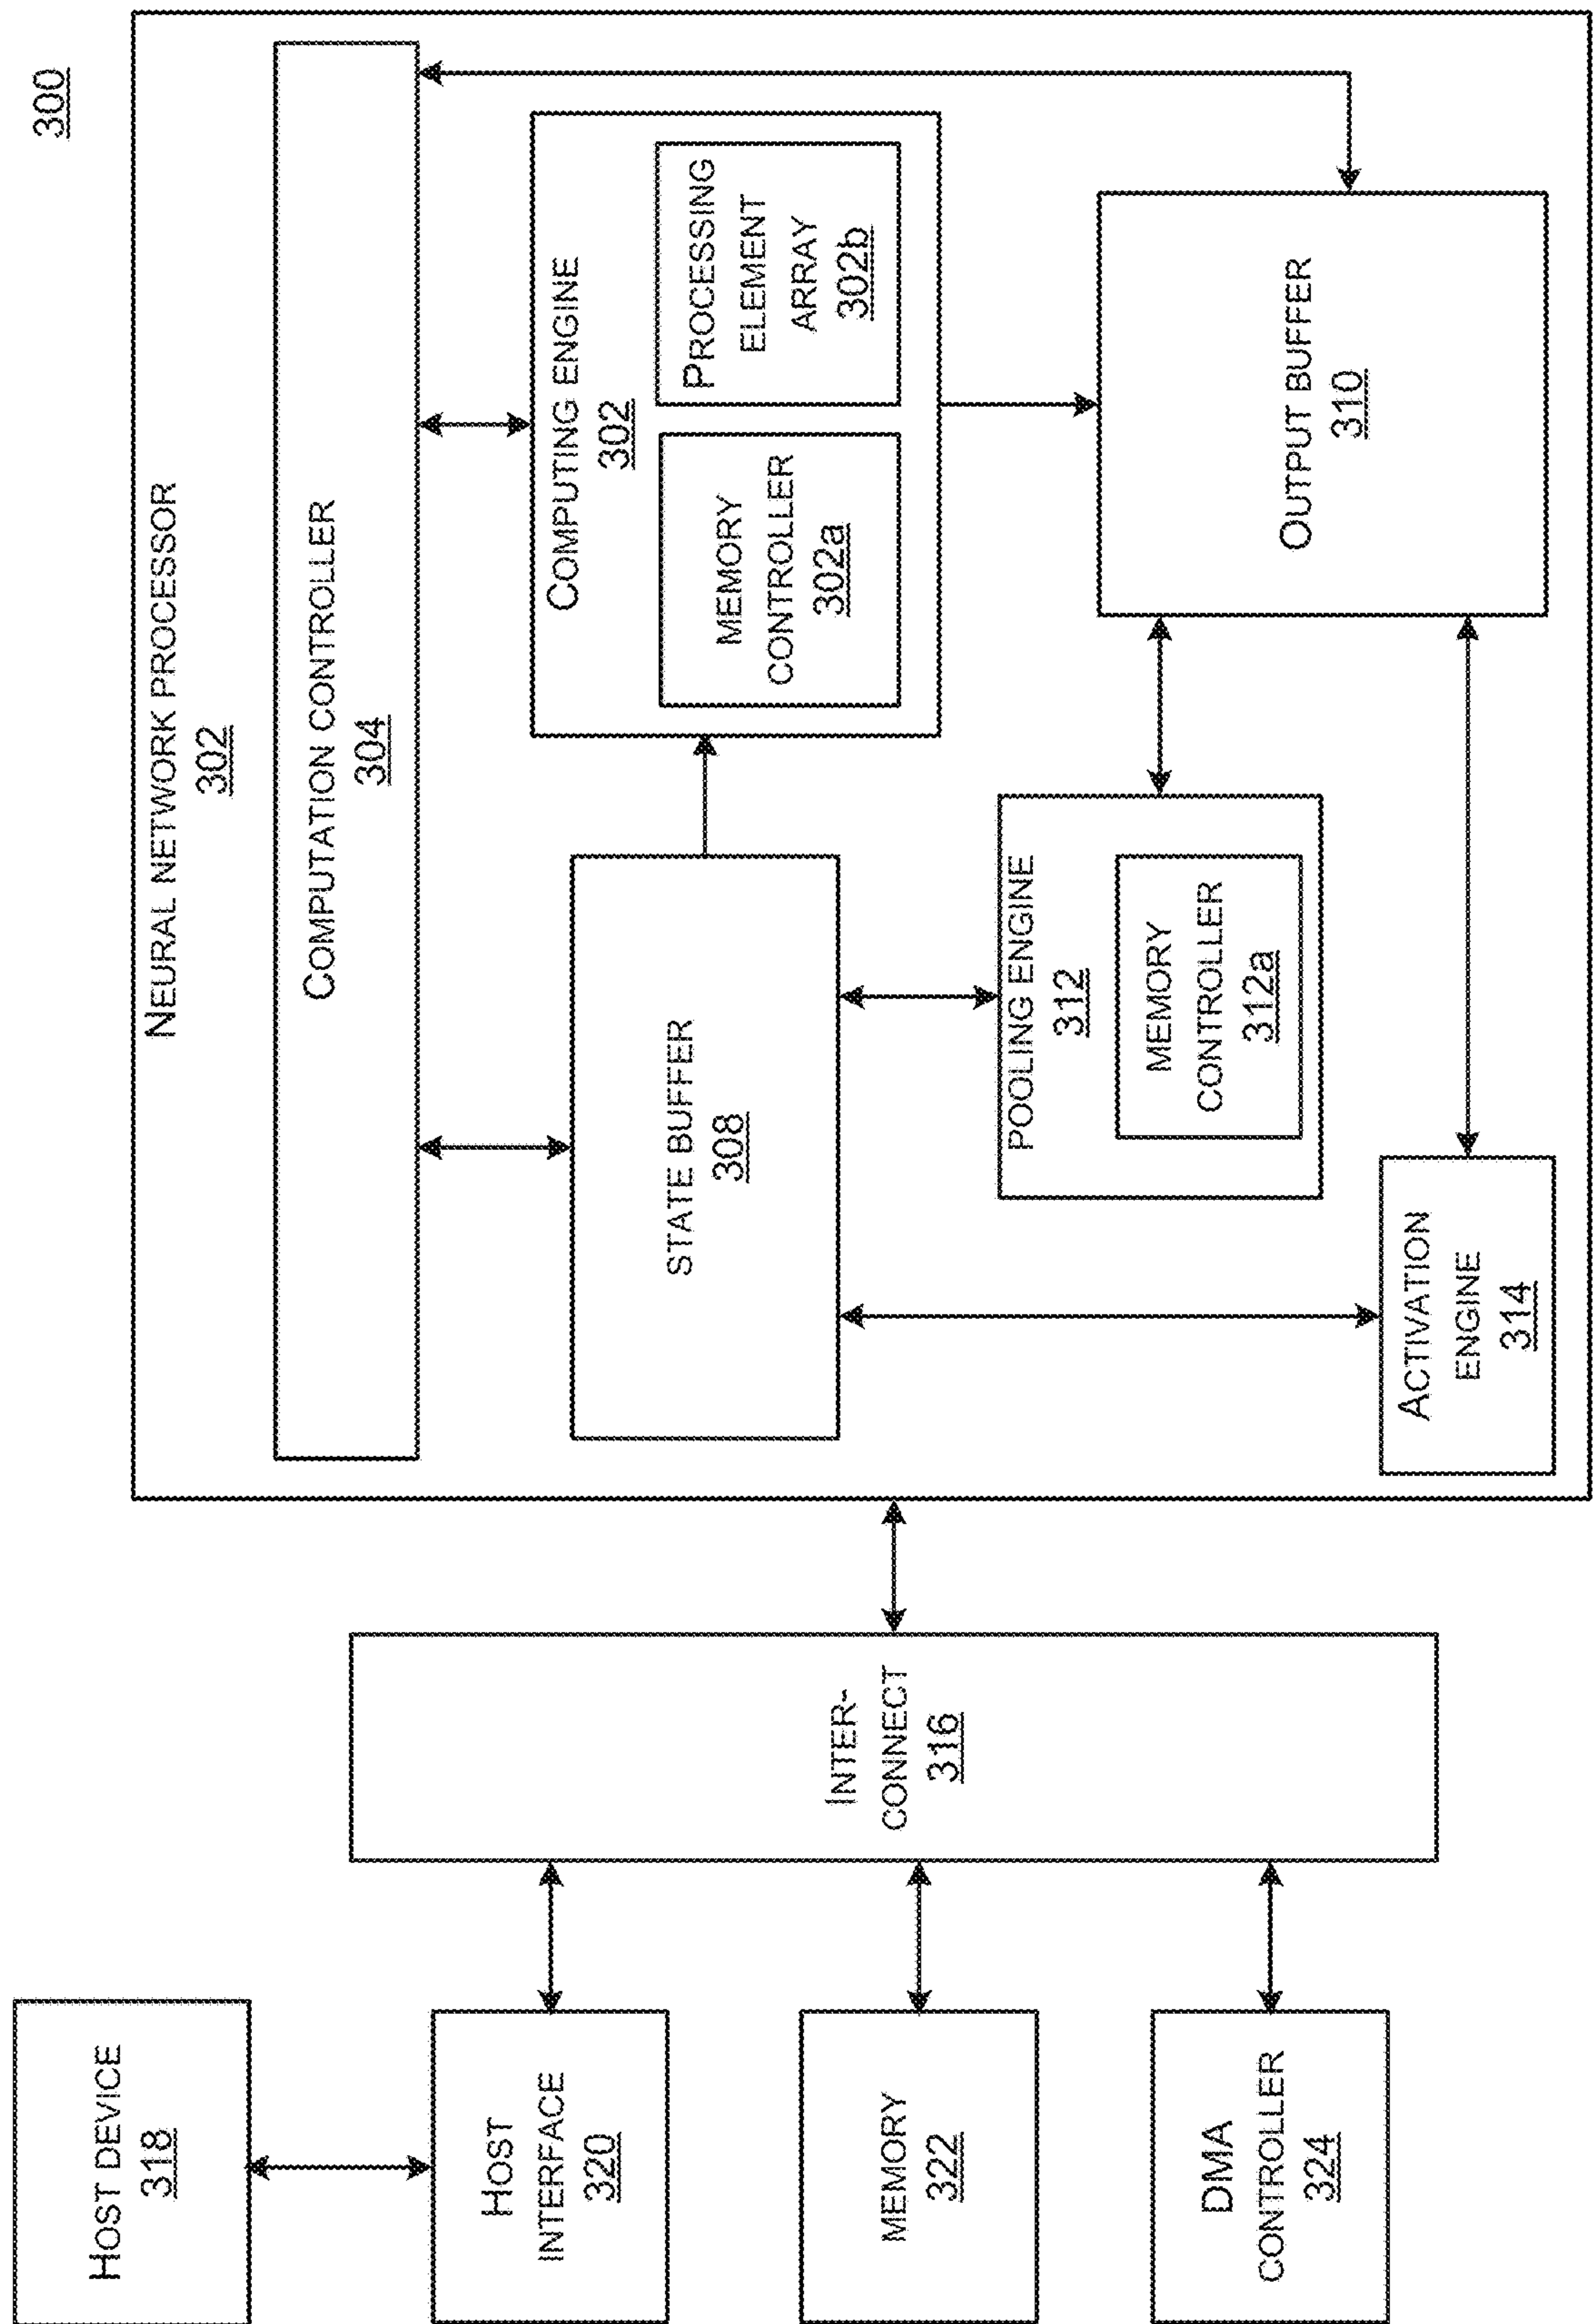 300
NEURAL NETWORK PROCESSOR
302
COMPUTATION CONTROLLER
304
HOST DEVICE
318
HOST
INTERFACE
320
MEMORY
322
DMA
CONTROLLER
324
INTER-
CONNECT
316
STATE BUFFER
308
COMPUTING ENGINE
302
MEMORY
CONTROLLER
302a
PROCESSING
ELEMENT
ARRAY
302b
POOLING ENGINE
312
MEMORY
CONTROLLER
312a
ACTIVATION
ENGINE
314
OUTPUT BUFFER
310